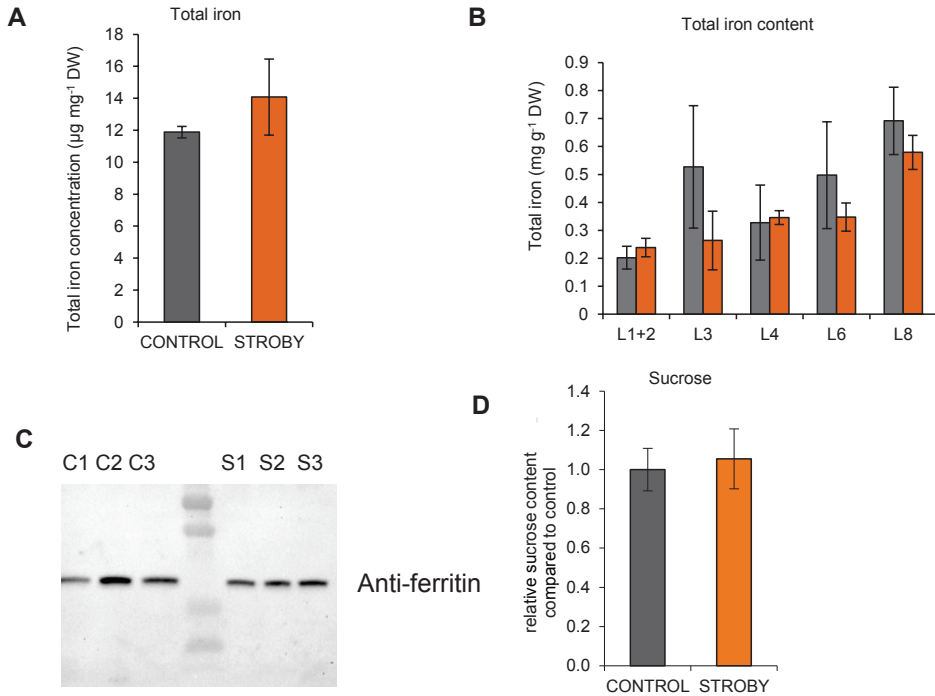 A
Total iron
Total iron concentration (µg mg⁻¹ DW)
18
16
14
12
10
8
6
4
2
0
CONTROL STROBY
B
Total iron content
Total iron (mg g⁻¹ DW)
0.9
0.8
0.7
0.6
0.5
0.4
0.3
0.2
0.1
0
L1+2 L3 L4 L6 L8
C
C1 C2 C3 S1 S2 S3
Anti-ferritin
D
Sucrose
relative sucrose content
compared to control
1.4
1.2
1.0
0.8
0.6
0.4
0.2
0.0
CONTROL STROBY